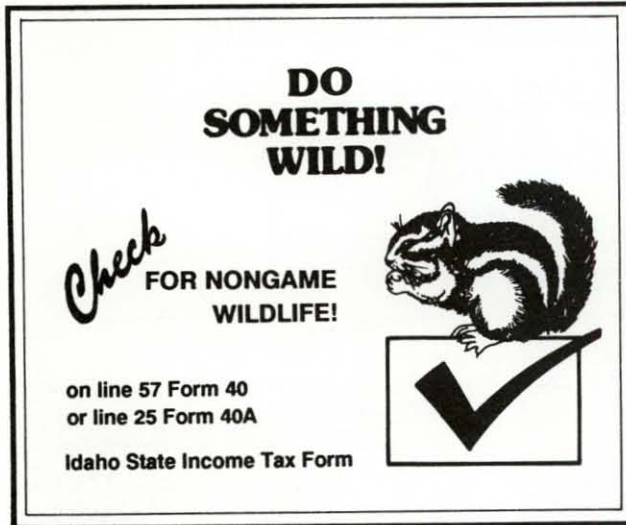 DO
SOMETHING
WILD!
Check FOR NONGAME
WILDLIFE!
on line 57 Form 40
or line 25 Form 40A
Idaho State Income Tax Form